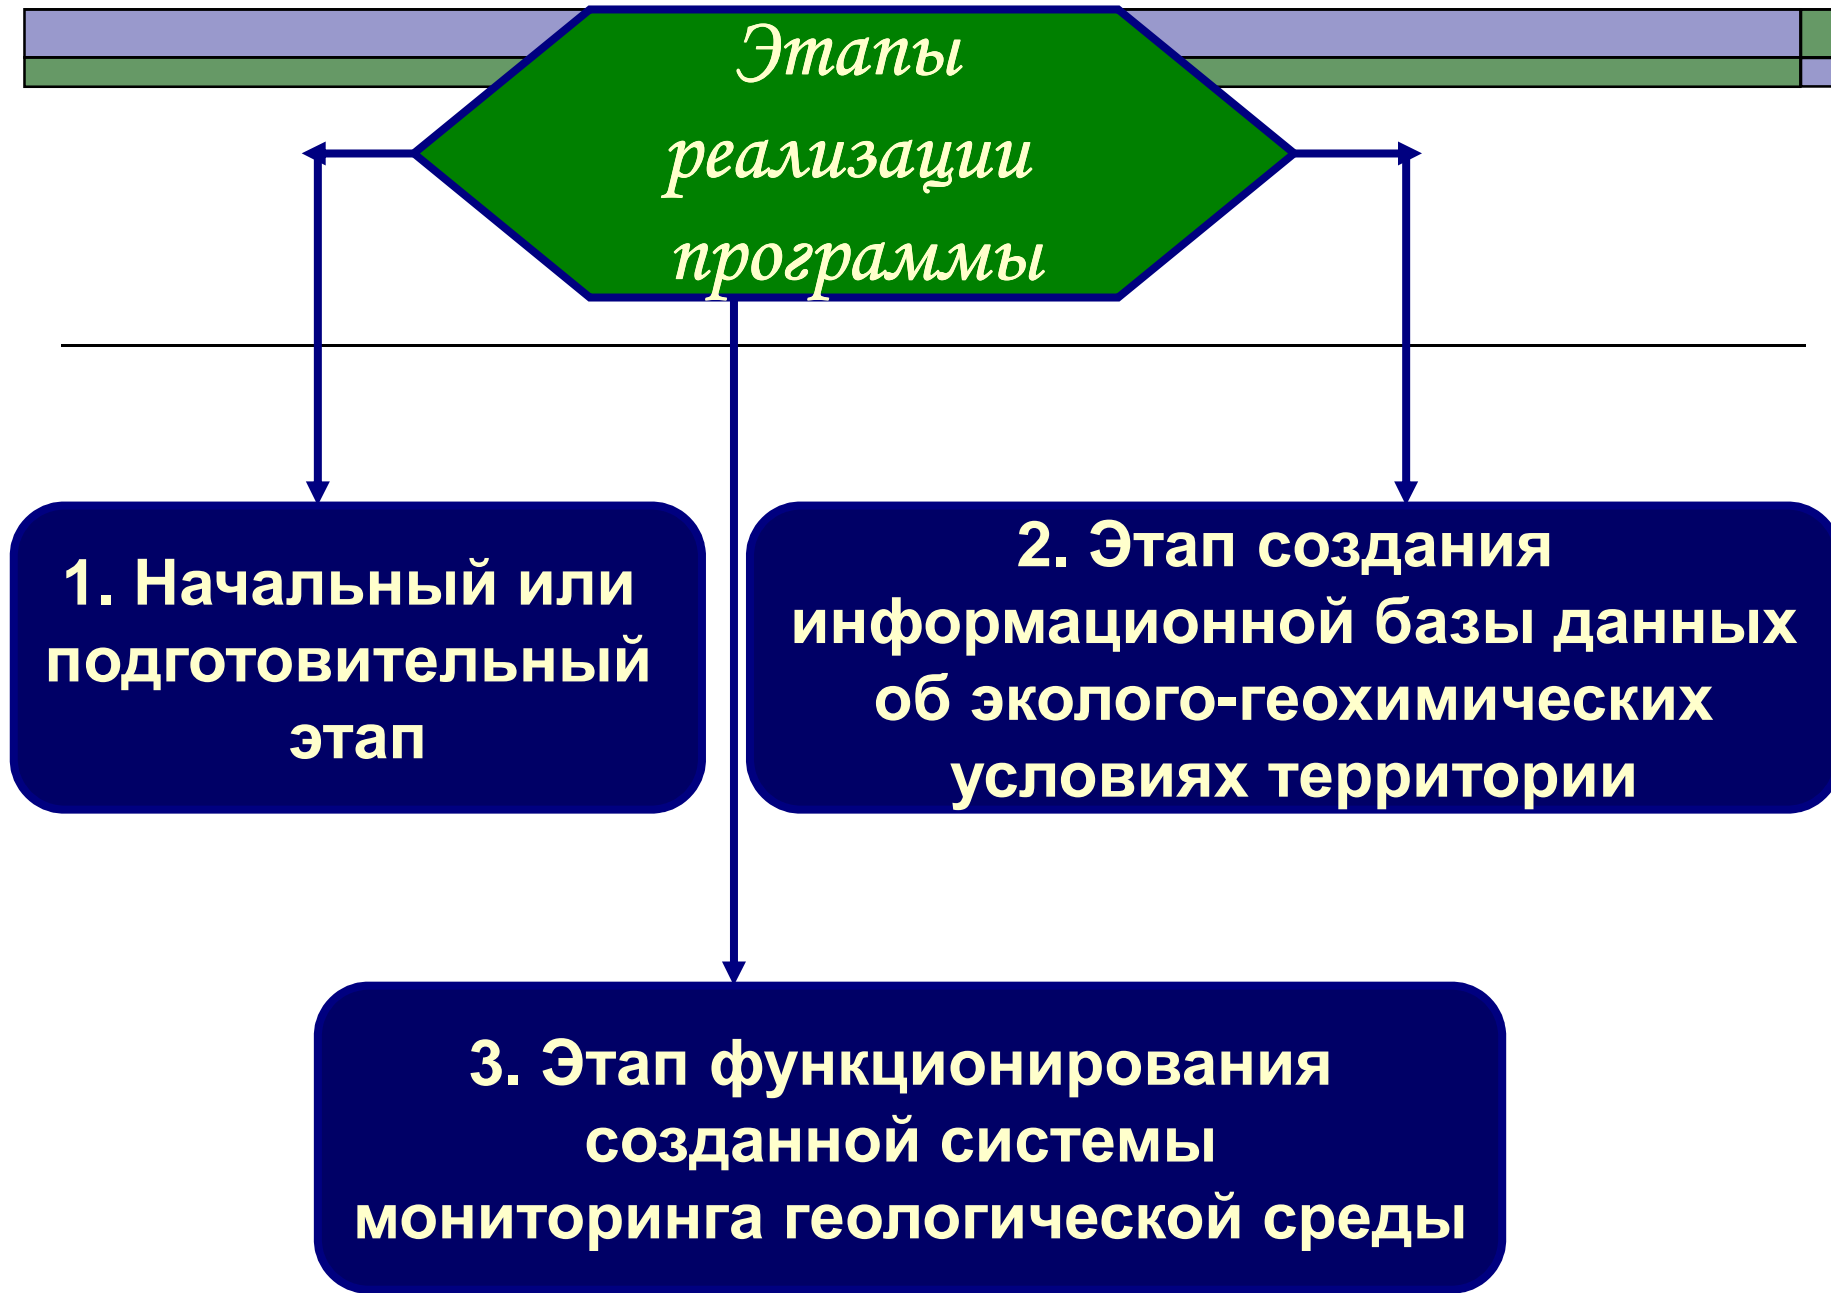 Этапы
реализации
программы
1. Начальный или
подготовительный
этап
2. Этап создания
информационной базы данных
об эколого-геохимических
условиях территории
3. Этап функционирования
созданной системы
мониторинга геологической среды